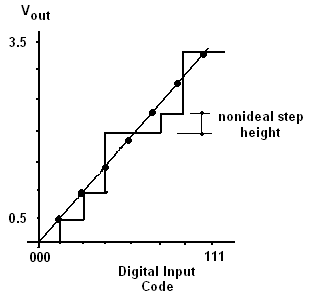 Vout
3.5
nonideal step
height
0.5
000
111
Digital Input
Code